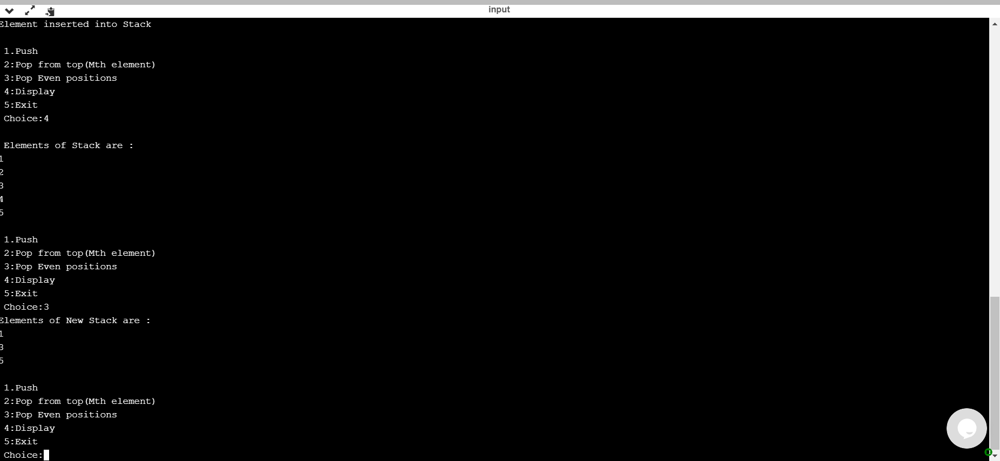 input
Element inserted into Stack
1.Push
2:Pop from top(Mth element)
3:Pop Even positions
4:Display
5:Exit
Choice:4
Elements of Stack are :
1
2
3
4
5
1.Push
2:Pop from top(Mth element)
3:Pop Even positions
4:Display
5:Exit
Choice:3
Elements of New Stack are :
1
3
5
1.Push
2:Pop from top(Mth element)
3:Pop Even positions
4:Display
5:Exit
Choice: